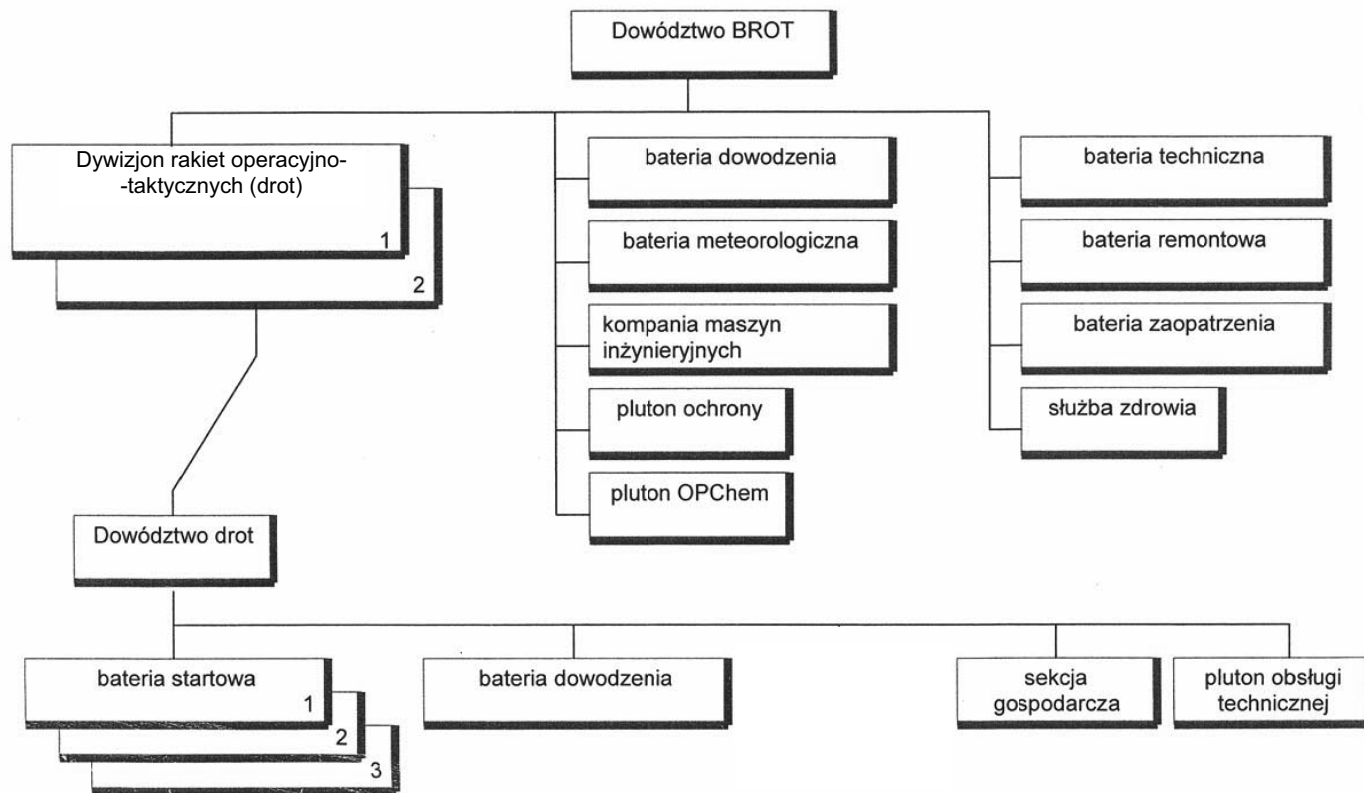 Dowództwo BROT
Dywizjon rakiet operacyjno-
-taktycznych (drot)
1
2
bateria dowodzenia
bateria meteorologiczna
kompania maszyn
inżynieryjnych
pluton ochrony
pluton OPChem
bateria techniczna
bateria remontowa
bateria zaopatrzenia
służba zdrowia
Dowództwo drot
bateria startowa
1
2
3
bateria dowodzenia
sekcja
gospodarcza
pluton obsługi
technicznej